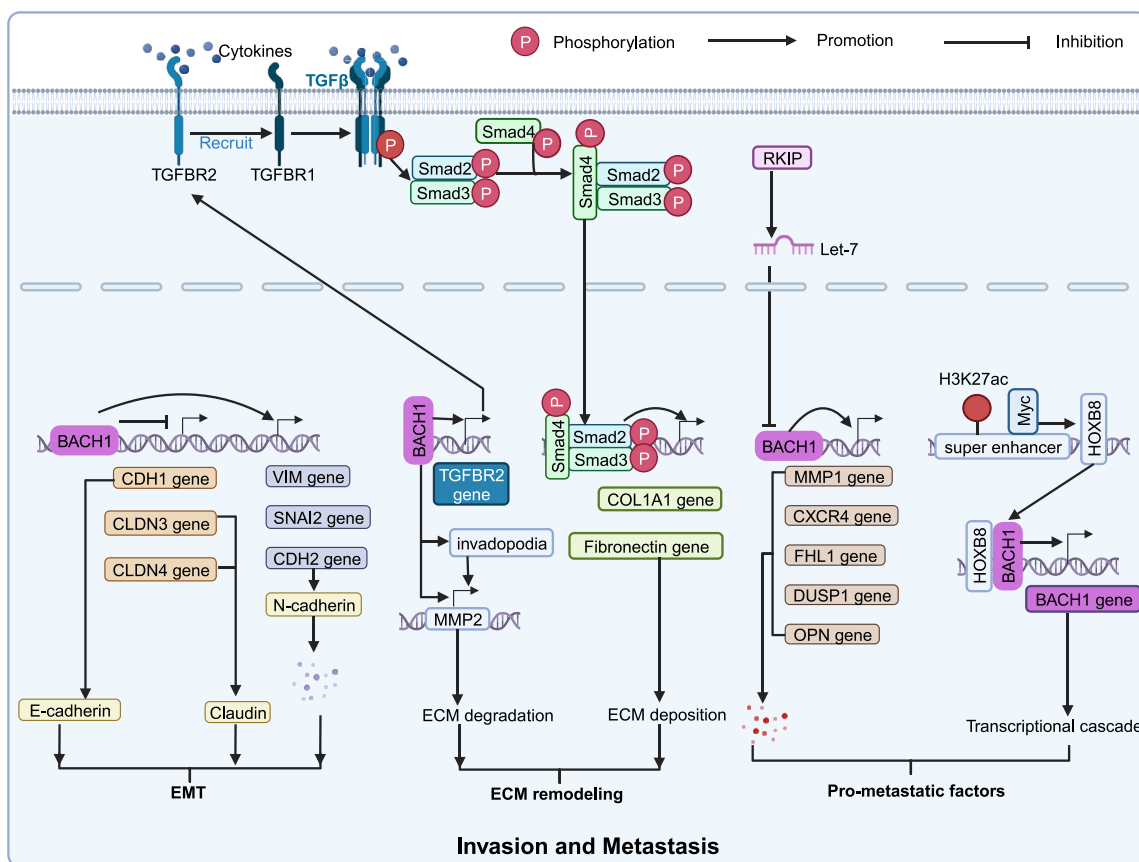 P Phosphorylation
Promotion
Inhibition
Cytokines
TGFβ
Recruit
TGFBR2
TGFBR1
P
Smad2
P
Smad3
P
Smad4
P
P
Smad4
Smad2
P
Smad3
P
RKIP
Let-7
BACH1
CDH1 gene
CLDN3 gene
CLDN4 gene
VIM gene
SNAI2 gene
CDH2 gene
N-cadherin
E-cadherin
Claudin
EMT
BACH1
TGFBR2
gene
invadopodia
MMP2
ECM degradation
P
Smad4
Smad2
P
Smad3
P
COL1A1 gene
Fibronectin gene
ECM deposition
ECM remodeling
BACH1
MMP1 gene
CXCR4 gene
FHL1 gene
DUSP1 gene
OPN gene
H3K27ac
Myc
super enhancer
HOXB8
HOXB8
BACH1
BACH1 gene
Transcriptional cascade
Pro-metastatic factors
Invasion and Metastasis